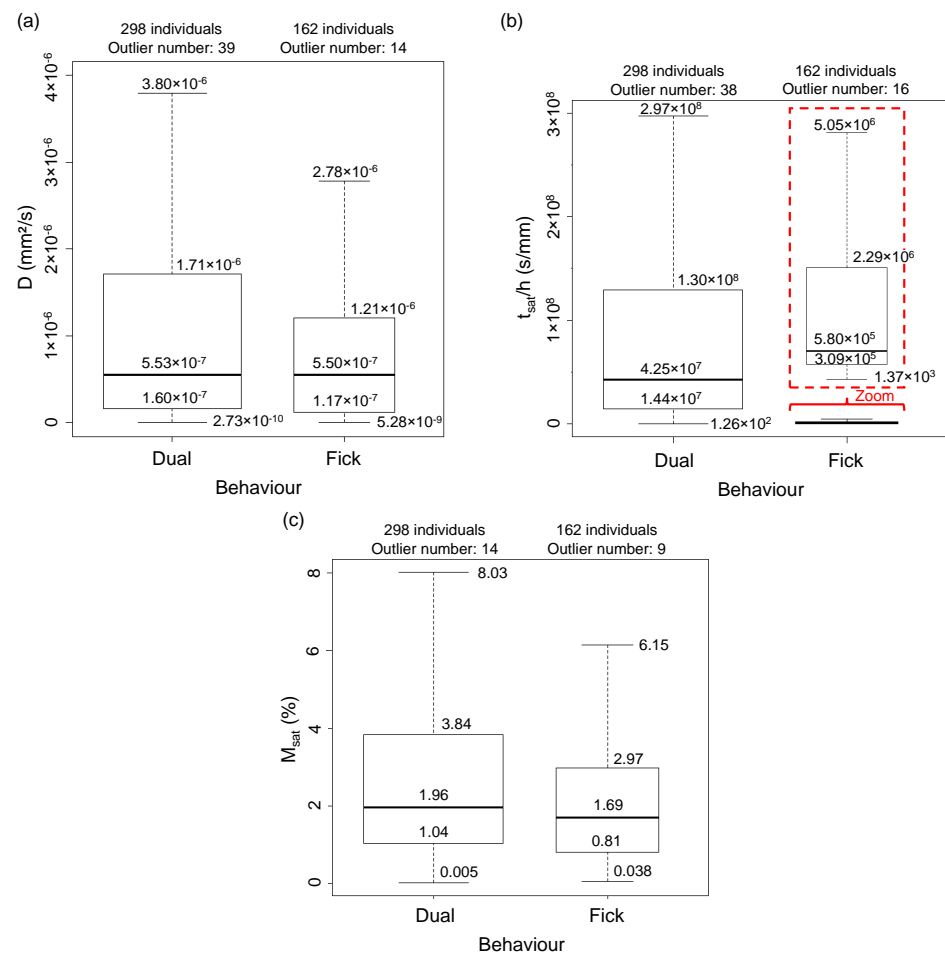 (a)
298 individuals
Outlier number: 39
162 individuals
Outlier number: 14
D (mm²/s)
4×10⁻⁶
3×10⁻⁶
2×10⁻⁶
1×10⁻⁶
0
3.80×10⁻⁶
1.71×10⁻⁶
5.53×10⁻⁷
1.60×10⁻⁷
2.73×10⁻¹⁰
2.78×10⁻⁶
1.21×10⁻⁶
5.50×10⁻⁷
1.17×10⁻⁷
5.28×10⁻⁹
Dual
Fick
Behaviour
(b)
298 individuals
Outlier number: 38
162 individuals
Outlier number: 16
t_sat/h (s/mm)
3×10⁸
2×10⁸
1×10⁸
0
2.97×10⁸
1.30×10⁸
4.25×10⁷
1.44×10⁷
1.26×10²
5.05×10⁶
2.29×10⁶
5.80×10⁵
3.09×10⁵
1.37×10³
Zoom
Dual
Fick
Behaviour
(c)
298 individuals
Outlier number: 14
162 individuals
Outlier number: 9
M_sat (%)
8
6
4
2
0
8.03
3.84
1.96
1.04
0.005
6.15
2.97
1.69
0.81
0.038
Dual
Fick
Behaviour